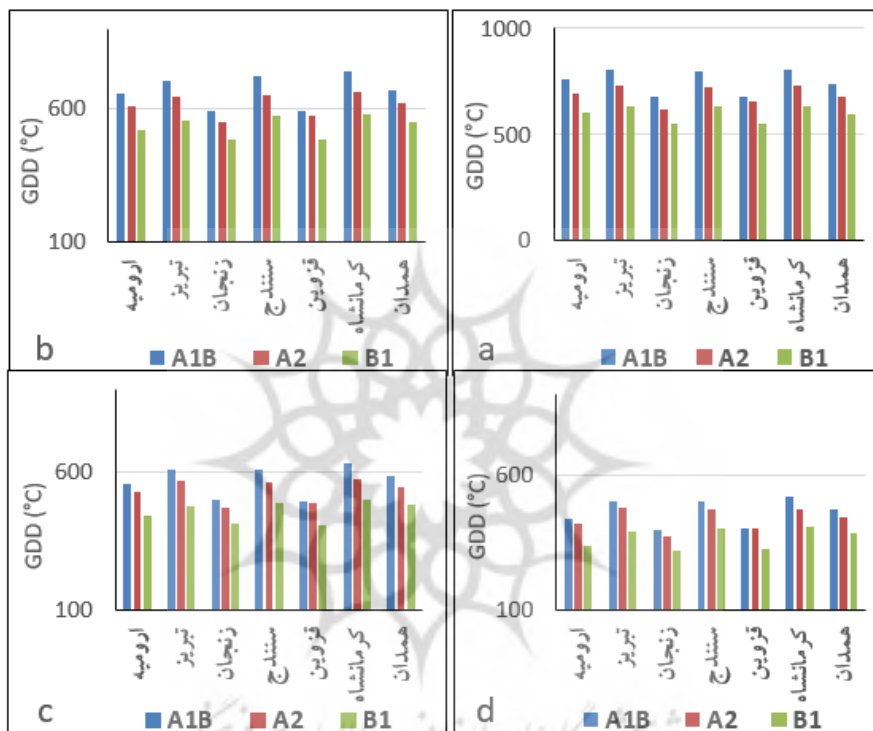 600
GDD (°C)
100
ارومیه
تبریز
زنجان
سنندج
قزوین
کرمانشاه
همدان
b
A1B A2 B1
1000
GDD (°C)
500
0
ارومیه
تبریز
زنجان
سنندج
قزوین
کرمانشاه
همدان
a
A1B A2 B1
600
GDD (°C)
100
ارومیه
تبریز
زنجان
سنندج
قزوین
کرمانشاه
همدان
c
A1B A2 B1
600
GDD (°C)
100
ارومیه
تبریز
زنجان
سنندج
قزوین
کرمانشاه
همدان
d
A1B A2 B1